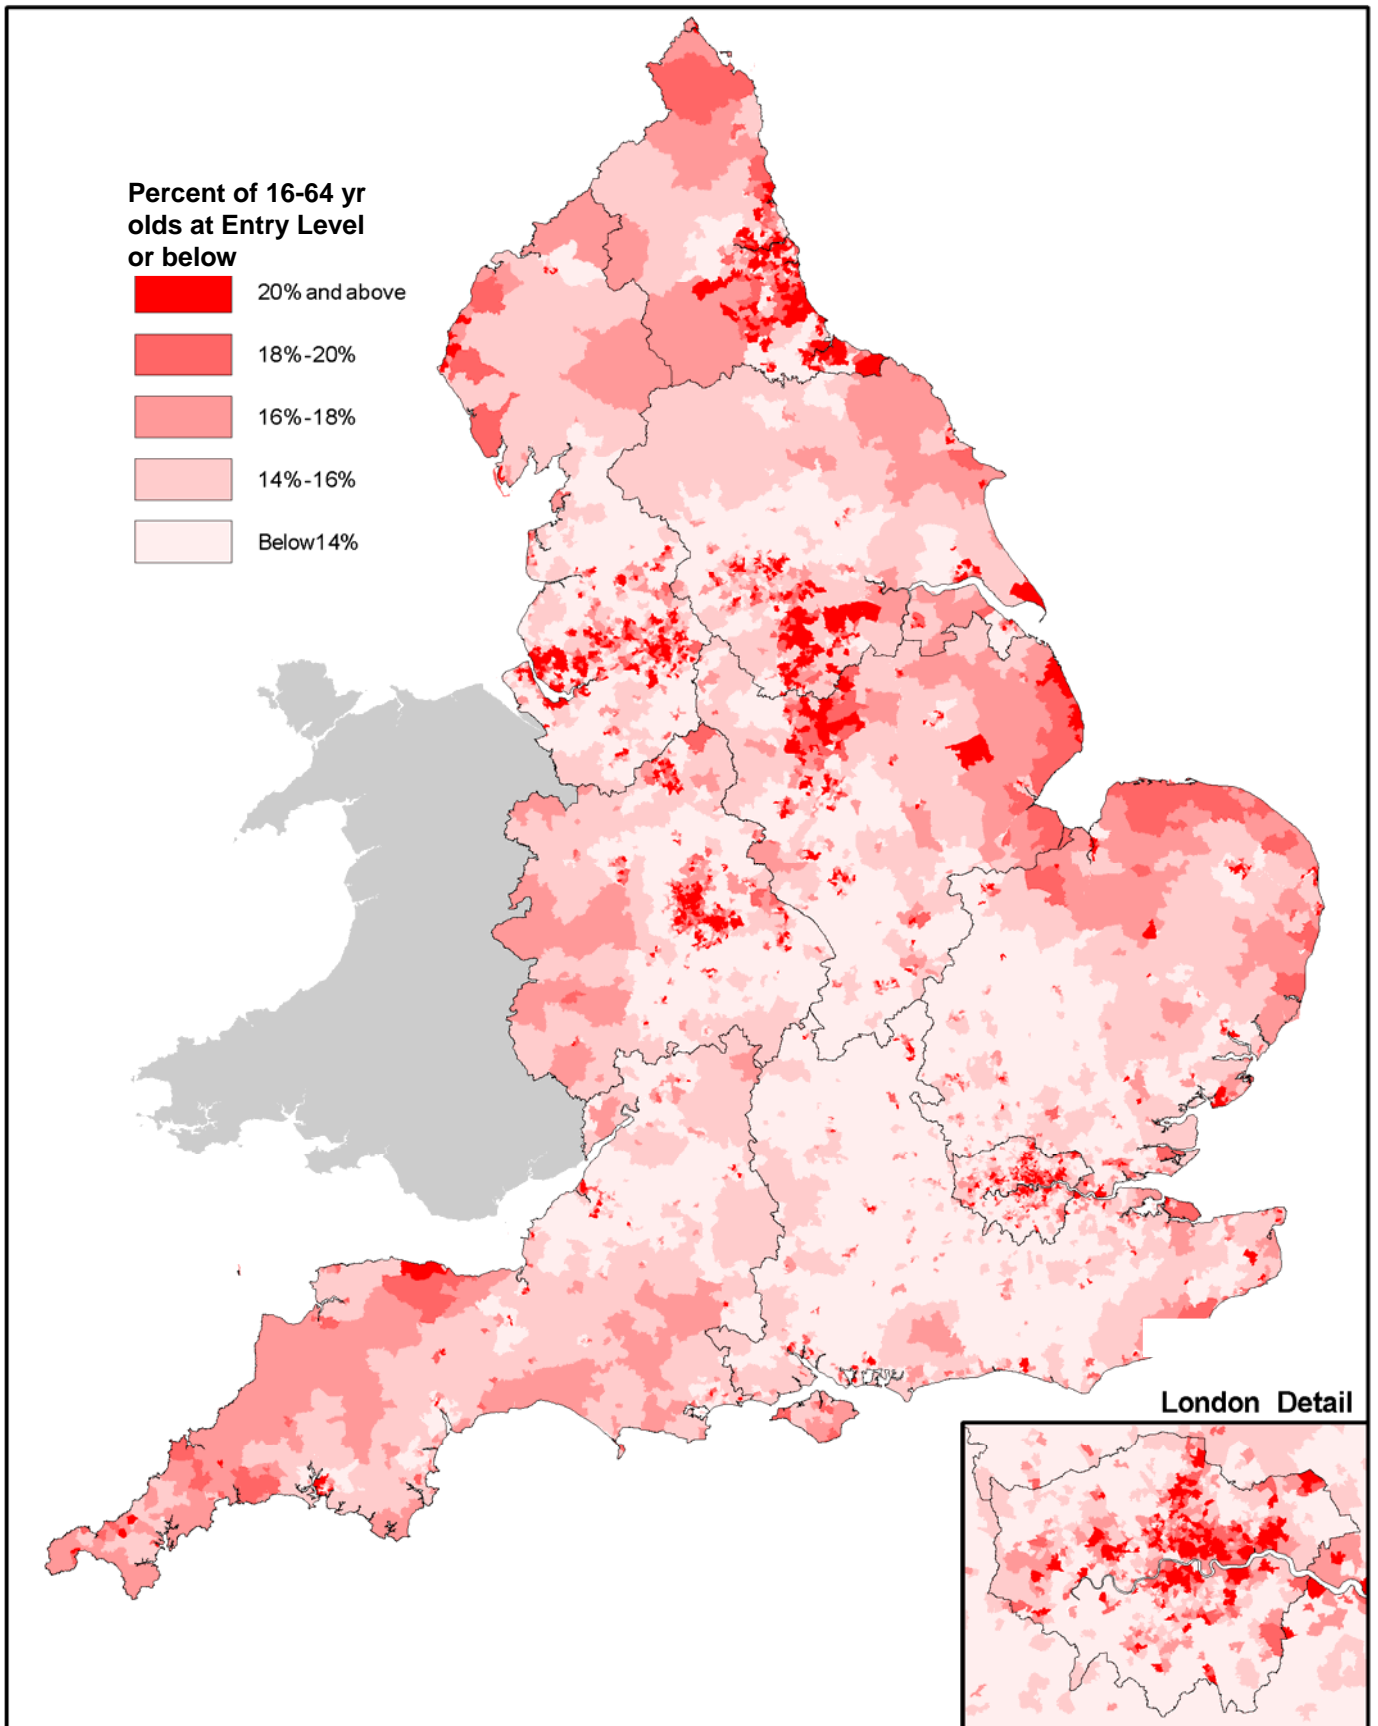 Percent of 16-64 yr
olds at Entry Level
or below
20% and above
18%-20%
16%-18%
14%-16%
Below14%
London Detail